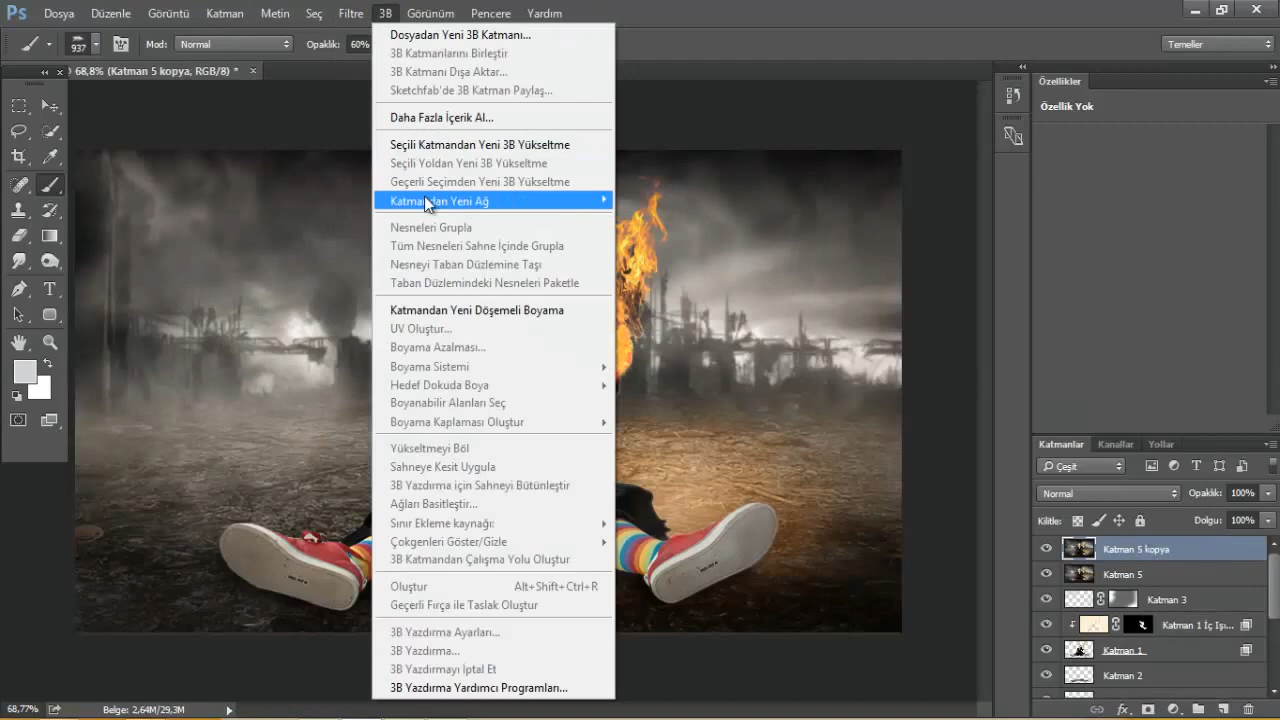 Ps Dosya Düzenle Görüntü Katman Metin Seç Filtre 3B Görünüm Pencere Yardım
937 Mod: Normal Opaklık: 60% Temeller
68,8% (Katman 5 kopya, RGB/8) *
Dosyadan Yeni 3B Katmanı...
3B Katmanlarını Birleştir
3B Katmanı Dışa Aktar...
Sketchfab'de 3B Katman Paylaş...
Daha Fazla İçerik Al...
Seçili Katmandan Yeni 3B Yükseltme
Seçili Yoldan Yeni 3B Yükseltme
Geçerli Seçimden Yeni 3B Yükseltme
Katmandan Yeni Ağ
Nesneleri Grupla
Tüm Nesneleri Sahne İçinde Grupla
Nesneyi Taban Düzlemine Taşı
Taban Düzlemindeki Nesneleri Paketle
Katmandan Yeni Döşemeli Boyama
UV Oluştur...
Boyama Azalması...
Boyama Sistemi
Hedef Dokuda Boya
Boyanabilir Alanları Seç
Boyama Kaplaması Oluştur
Yükseltmeyi Böl
Sahneye Kesit Uygula
3B Yazdırma için Sahneyi Bütünleştir
Ağları Basitleştir...
Sınır Ekleme kaynağı:
Çokgenleri Göster/Gizle
3B Katmandan Çalışma Yolu Oluştur
Oluştur Alt+Shift+Ctrl+R
Geçerli Fırça ile Taslak Oluştur
3B Yazdırma Ayarları...
3B Yazdırma...
3B Yazdırmayı İptal Et
3B Yazdırma Yardımcı Programları...
Özellikler
Özellik Yok
Katmanlar Kanallar Yollar
Çeşit
Normal Opaklık: 100%
Kilitle: Dolgu: 100%
Katman 5 kopya
Katman 5
Katman 3
Katman 1 İç Işı...
Katman 1
Katman 2
68,77% Belge: 2,64M/29,3M